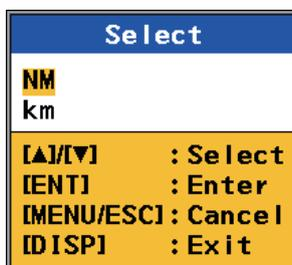 Select
NM
km
[▲]/[▼] :Select
[ENT] :Enter
[MENU/ESC]:Cancel
[DISP] :Exit